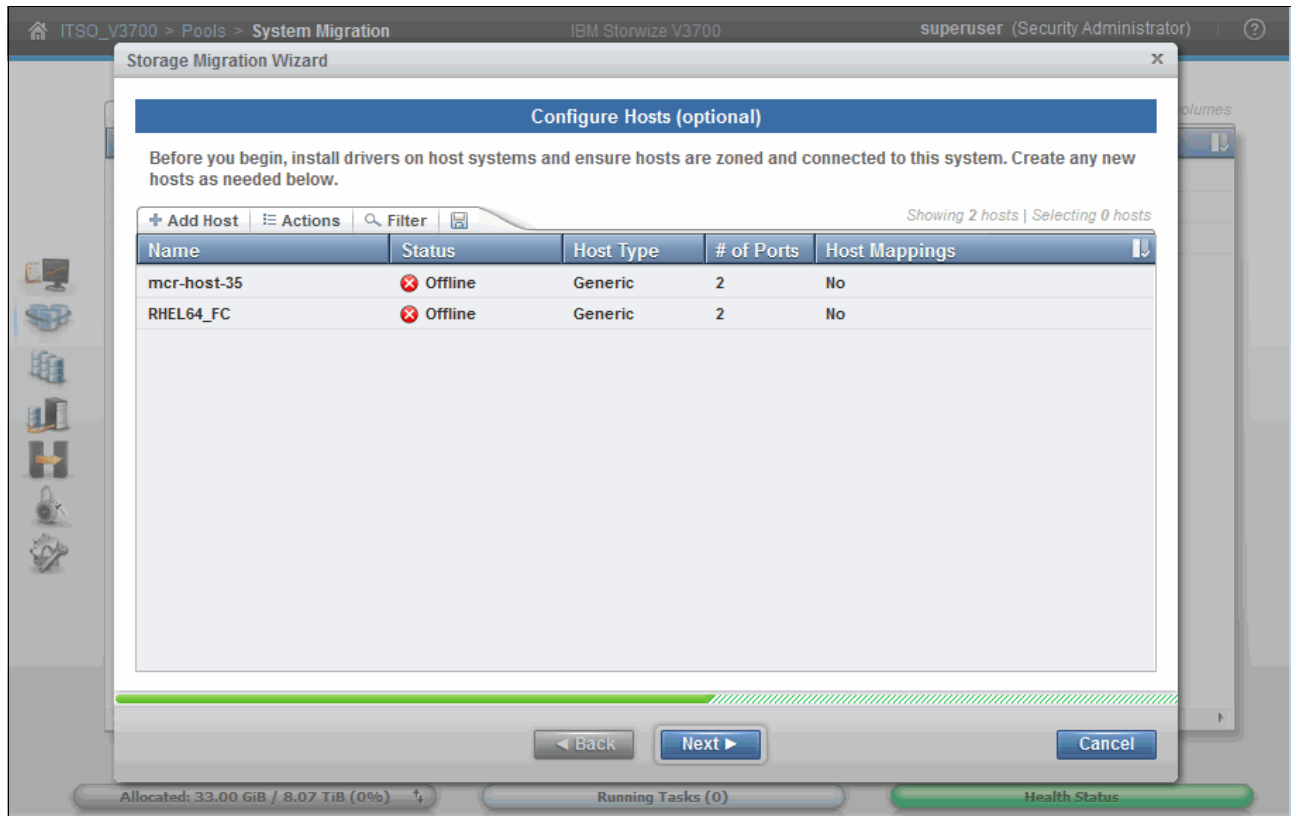 ITSO_V3700 > Pools > System Migration IBM Storwize V3700 superuser (Security Administrator) ?
Storage Migration Wizard x
olumes
Configure Hosts (optional)
Before you begin, install drivers on host systems and ensure hosts are zoned and connected to this system. Create any new
hosts as needed below.
Add Host Actions Filter Showing 2 hosts | Selecting 0 hosts
Name Status Host Type # of Ports Host Mappings
mcr-host-35 Offline Generic 2 No
RHEL64_FC Offline Generic 2 No
Back Next Cancel
Allocated: 33.00 GiB / 8.07 TiB (0%) Running Tasks (0) Health Status